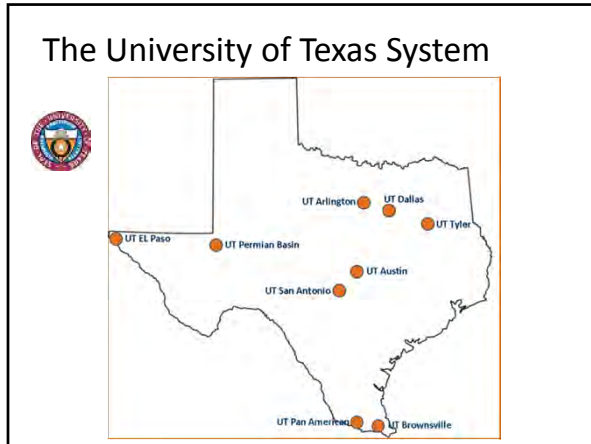 The University of Texas System
UT Arlington
UT Dallas
UT Tyler
UT EL Paso
UT Permian Basin
UT Austin
UT San Antonio
UT Pan American
UT Brownsville